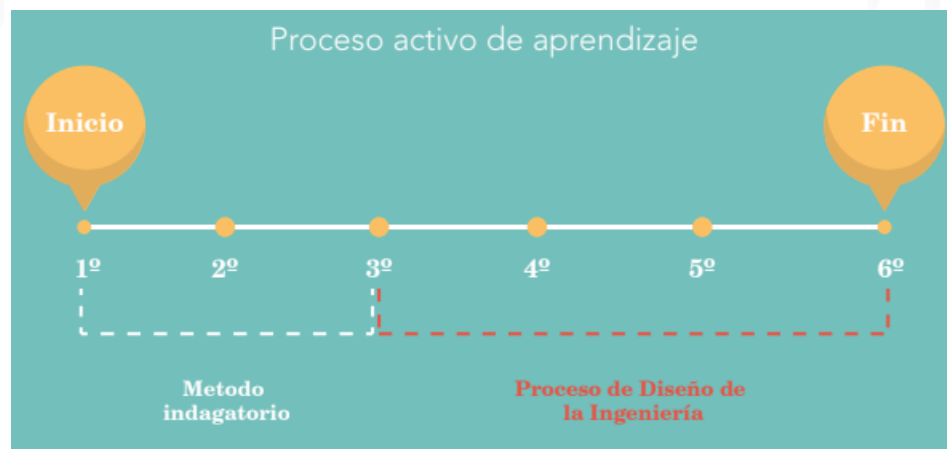 Proceso activo de aprendizaje
Inicio
Fin
1º
2º
3º
4º
5º
6º
Metodo
indagatorio
Proceso de Diseño de
la Ingeniería